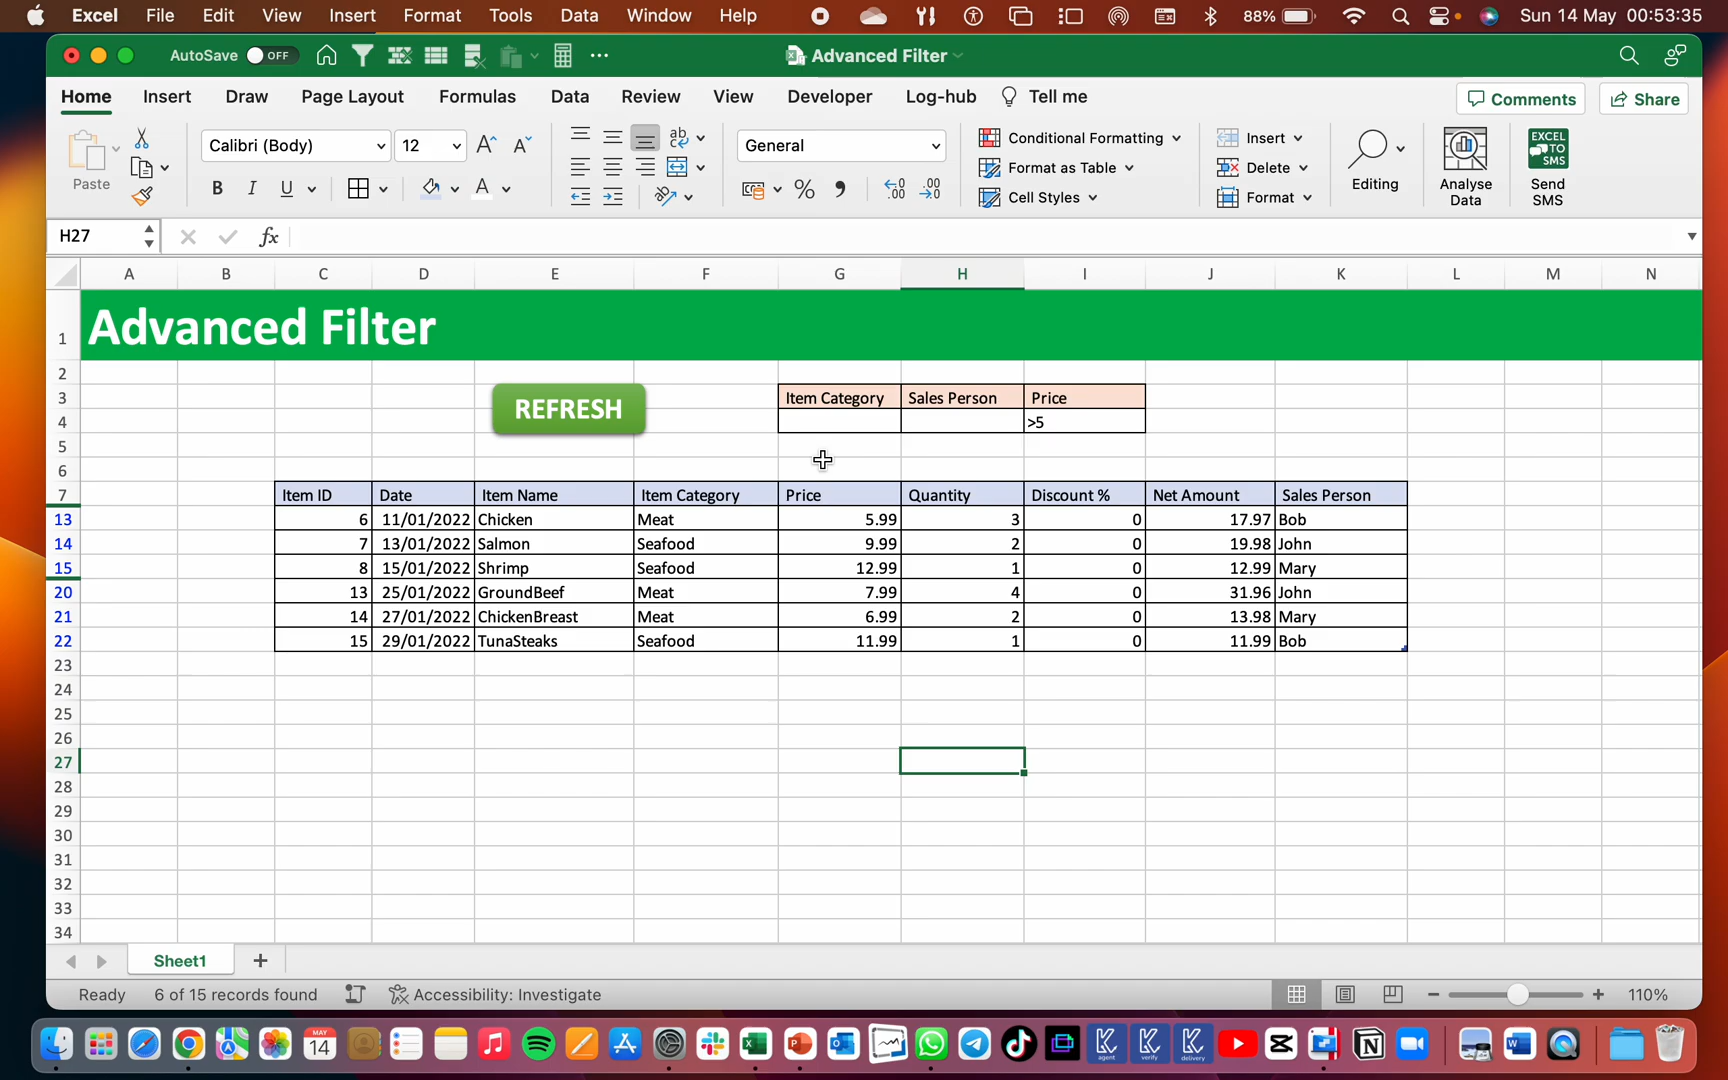 Excel File Edit View Insert Format Tools Data Window Help 88% Sun 14 May 00:53:35
AutoSave OFF Advanced Filter
Home Insert Draw Page Layout Formulas Data Review View Developer Log-hub Tell me Comments Share
Paste Calibri (Body) 12 General Conditional Formatting Format as Table Cell Styles Insert Delete Format Editing Analyse Data EXCEL TO SMS Send SMS
H27 fx
A B C D E F G H I J K L M N
1 Advanced Filter
2
3 REFRESH Item Category Sales Person Price
4 >5
5
6
7 Item ID Date Item Name Item Category Price Quantity Discount % Net Amount Sales Person
13 6 11/01/2022 Chicken Meat 5.99 3 0 17.97 Bob
14 7 13/01/2022 Salmon Seafood 9.99 2 0 19.98 John
15 8 15/01/2022 Shrimp Seafood 12.99 1 0 12.99 Mary
20 13 25/01/2022 GroundBeef Meat 7.99 4 0 31.96 John
21 14 27/01/2022 ChickenBreast Meat 6.99 2 0 13.98 Mary
22 15 29/01/2022 TunaSteaks Seafood 11.99 1 0 11.99 Bob
23
24
25
26
27
28
29
30
31
32
33
34
Sheet1
Ready 6 of 15 records found Accessibility: Investigate 110%
MAY 14 agent verify delivery